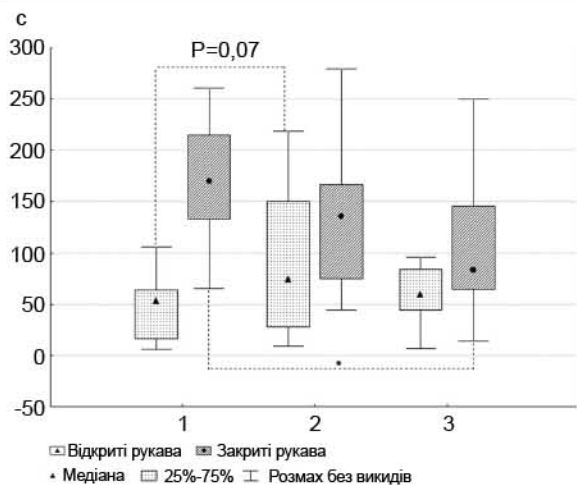 c
P=0,07
300
250
200
150
100
50
0
-50
1 2 3
Відкриті рукава Закриті рукава
Медіана 25%-75% Розмах без викидів